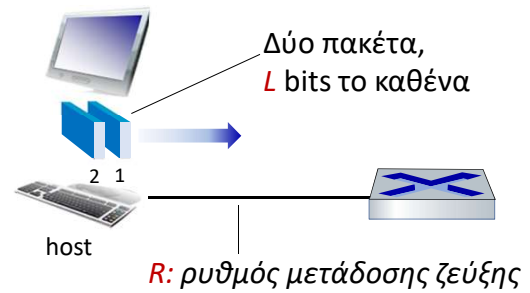 Δύο πακέτα,
L bits το καθένα
2 1
host
R: ρυθμός μετάδοσης ζεύξης